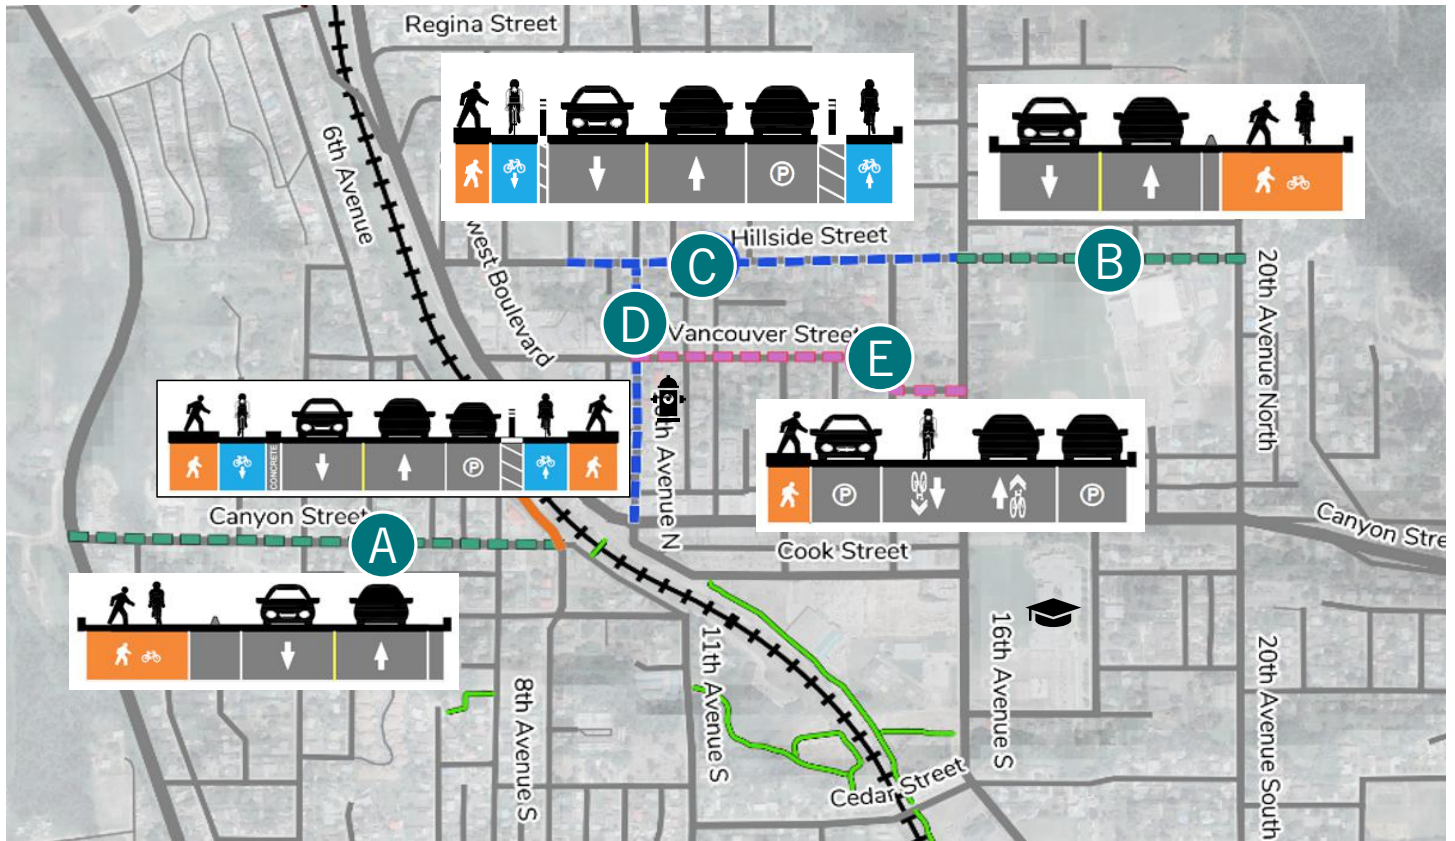 Regina Street
6th Avenue
west Boulevard
P
Hillside Street
C
B
20th Avenue North
D
Vancouver Street
E
CONCRETE
P
h Avenue N
P
P
Canyon Street
A
Canyon Stre
Cook Street
11th Avenue S
16th Avenue S
8th Avenue S
20th Avenue South
Cedar Street